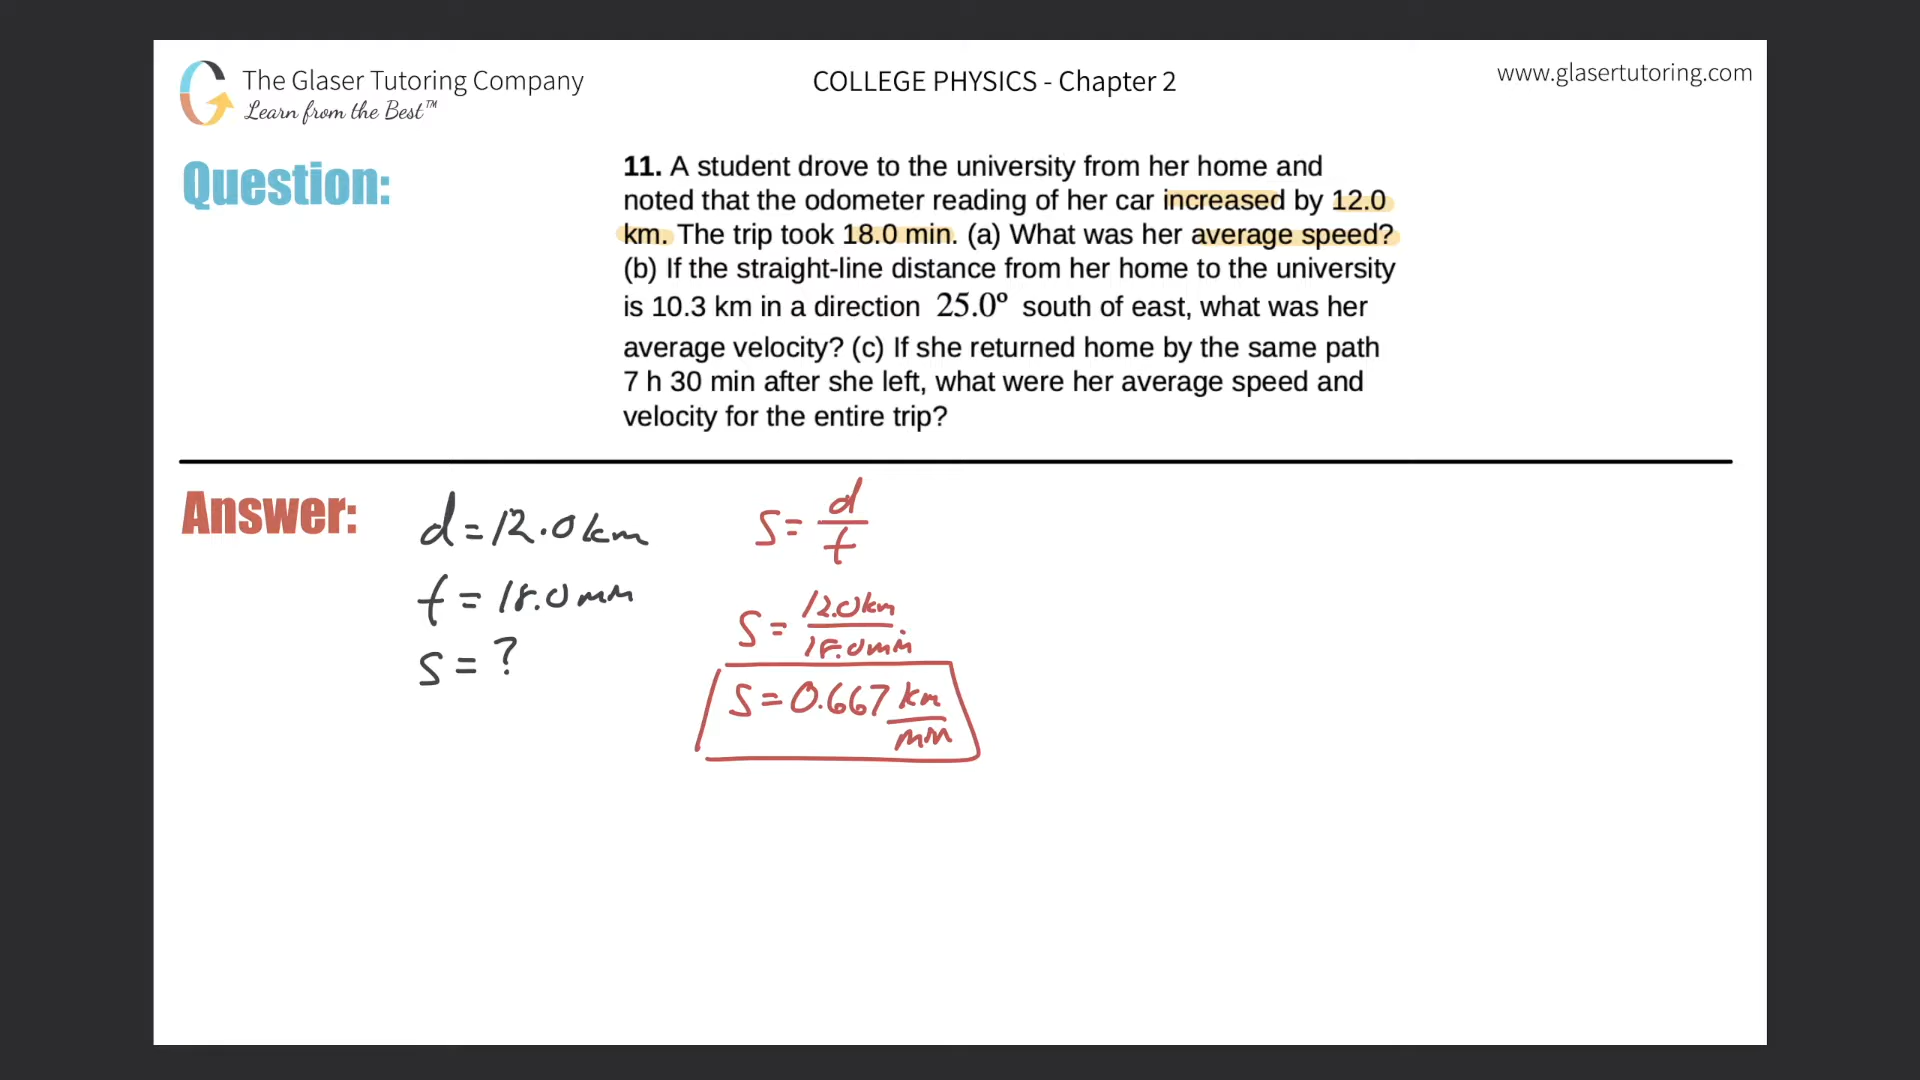 The Glaser Tutoring Company
Learn from the Best™
COLLEGE PHYSICS - Chapter 2
www.glasertutoring.com
Question:
11. A student drove to the university from her home and
noted that the odometer reading of her car increased by 12.0
km. The trip took 18.0 min. (a) What was her average speed?
(b) If the straight-line distance from her home to the university
is 10.3 km in a direction 25.0º south of east, what was her
average velocity? (c) If she returned home by the same path
7 h 30 min after she left, what were her average speed and
velocity for the entire trip?
Answer:
d = 12.0 km
t = 18.0 min
s = ?
s = d/t
s = 12.0 km/18.0 min
s = 0.667 km/min